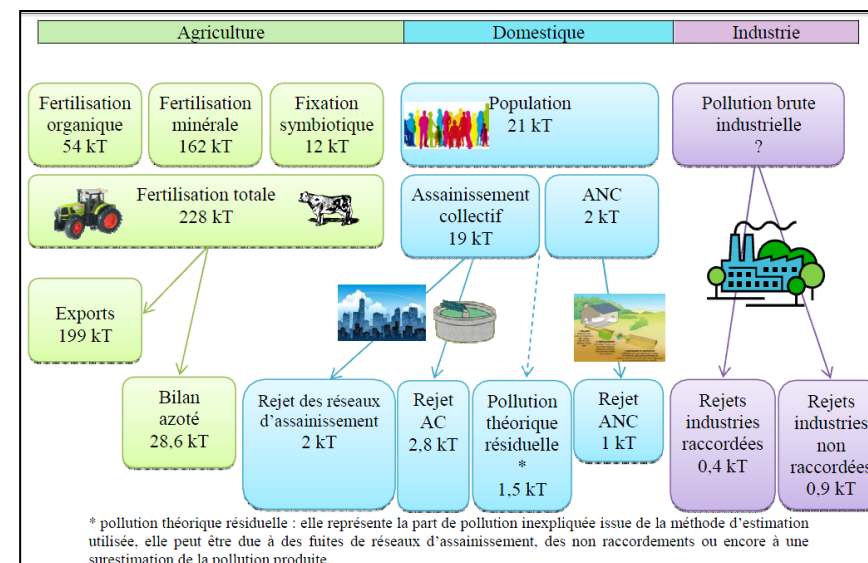 Agriculture
Domestique
Industrie
Fertilisation
organique
54 kT
Fertilisation
minérale
162 kT
Fixation
symbiotique
12 kT
Population
21 kT
Pollution brute
industrielle
?
Fertilisation totale
228 kT
Assainissement
collectif
19 kT
ANC
2 kT
Exports
199 kT
Bilan
azoté
28,6 kT
Rejet des réseaux
d'assainissement
2 kT
Rejet
AC
2,8 kT
Pollution
théorique
résiduelle
*
1,5 kT
Rejet
ANC
1 kT
Rejets
industries
raccordées
0,4 kT
Rejets
industries
non
raccordées
0,9 kT
* pollution théorique résiduelle : elle représente la part de pollution inexpliquée issue de la méthode d'estimation
utilisée, elle peut être due à des fuites de réseaux d'assainissement, des non raccordements ou encore à une
surestimation de la pollution produite.